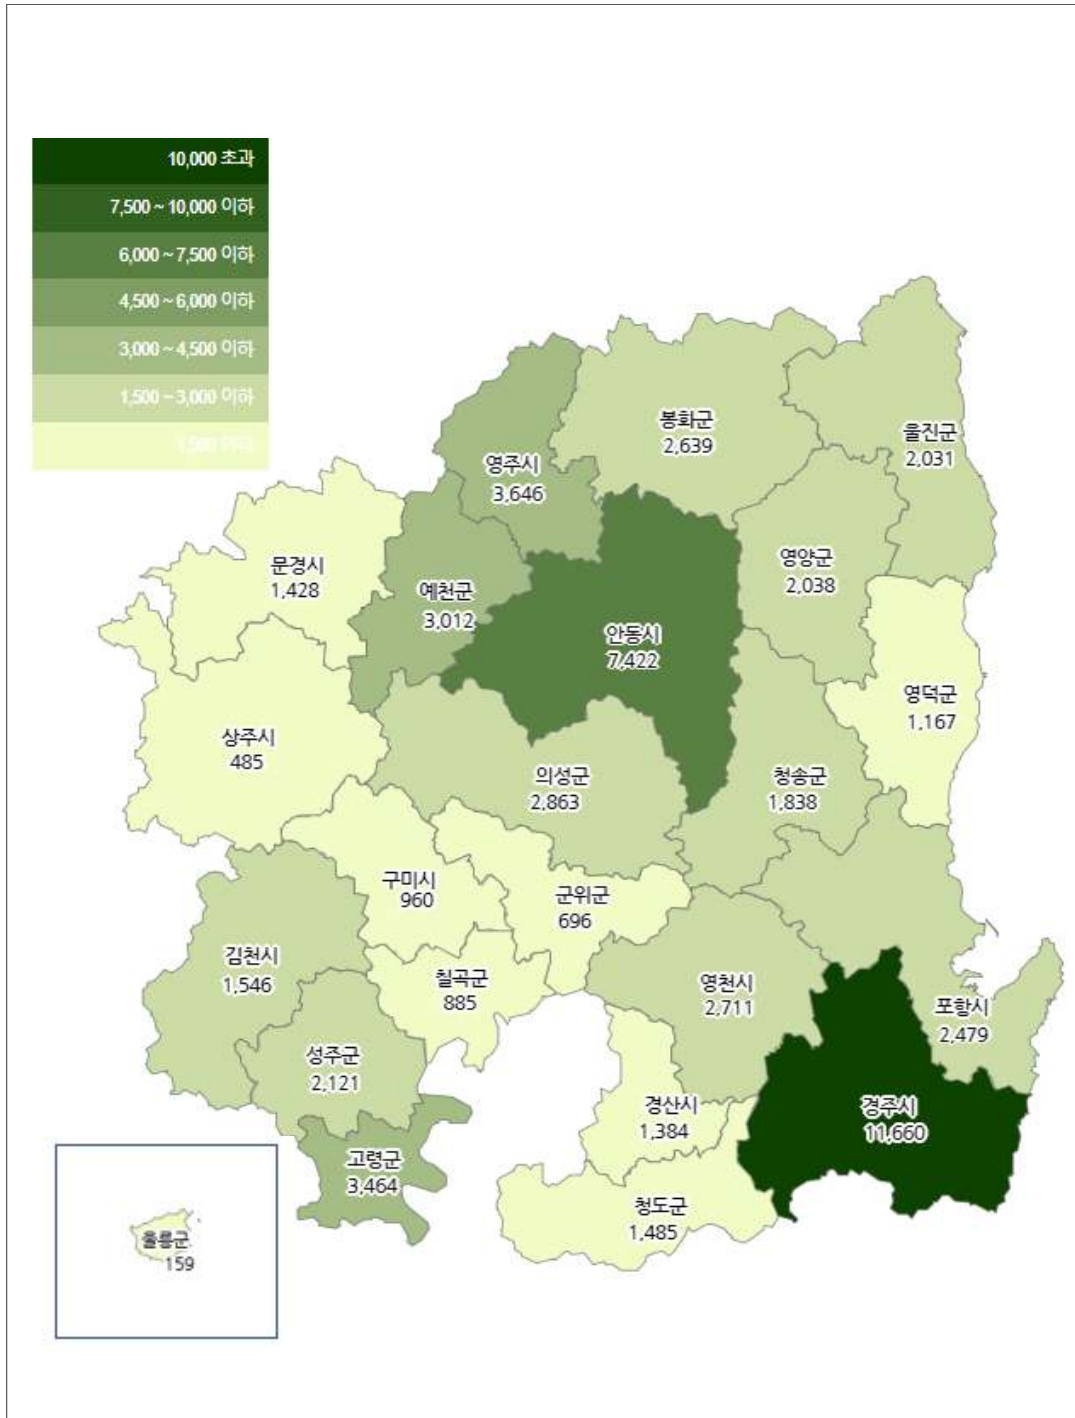 10,000 초과
7,500 ~ 10,000 이하
6,000 ~ 7,500 이하
4,500 ~ 6,000 이하
3,000 ~ 4,500 이하
1,500 ~ 3,000 이하
1,500 이하
봉화군
2,639
울진군
2,031
영주시
3,646
문경시
1,428
예천군
3,012
영양군
2,038
안동시
7,422
영덕군
1,167
상주시
485
의성군
2,863
청송군
1,838
구미시
960
군위군
696
김천시
1,546
칠곡군
885
영천시
2,711
포항시
2,479
성주군
2,121
경산시
1,384
경주시
11,660
고령군
3,464
청도군
1,485
울릉군
159